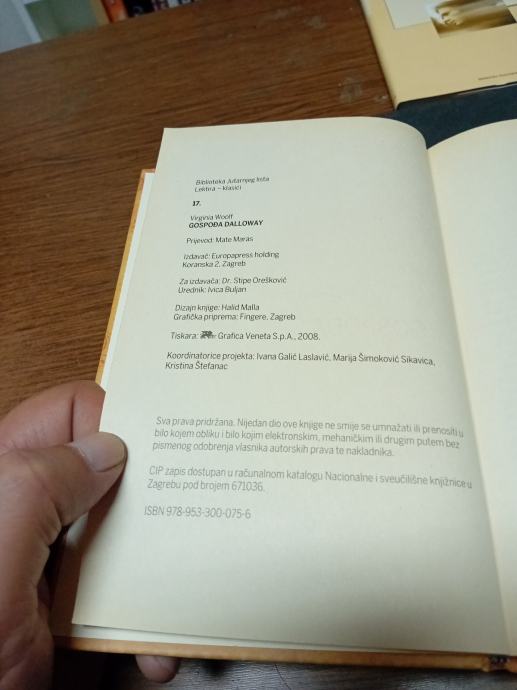 Biblioteka Jutarnjeg lista
Lektira – klasici
17.
Virginia Woolf
GOSPOĐA DALLOWAY
Prijevod: Mate Maras
Izdavač: Europapress holding
Koranska 2, Zagreb
Za izdavača: Dr. Stipe Orešković
Urednik: Ivica Buljan
Dizajn knjige: Halid Malla
Grafička priprema: Fingere, Zagreb
Tiskara: Grafica Veneta S.p.A., 2008.
Koordinatorice projekta: Ivana Galić Laslavić, Marija Šimoković Sikavica,
Kristina Štefanac
Sva prava pridržana. Nijedan dio ove knjige ne smije se umnažati ili prenositi u
bilo kojem obliku i bilo kojim elektronskim, mehaničkim ili drugim putem bez
pismenog odobrenja vlasnika autorskih prava te nakladnika.
CIP zapis dostupan u računalnom katalogu Nacionalne i sveučilišne knjižnice u
Zagrebu pod brojem 671036.
ISBN 978-953-300-075-6